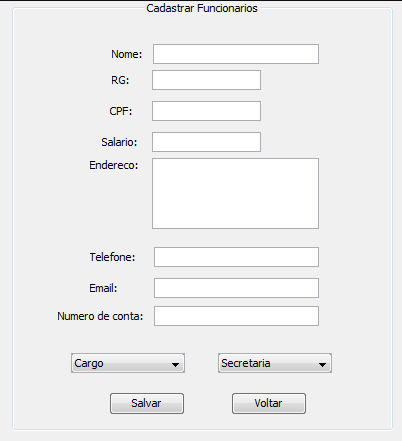 Cadastrar Funcionarios
Nome:
RG:
CPF:
Salario:
Endereco:
Telefone:
Email:
Numero de conta:
Cargo Secretaria
Salvar Voltar